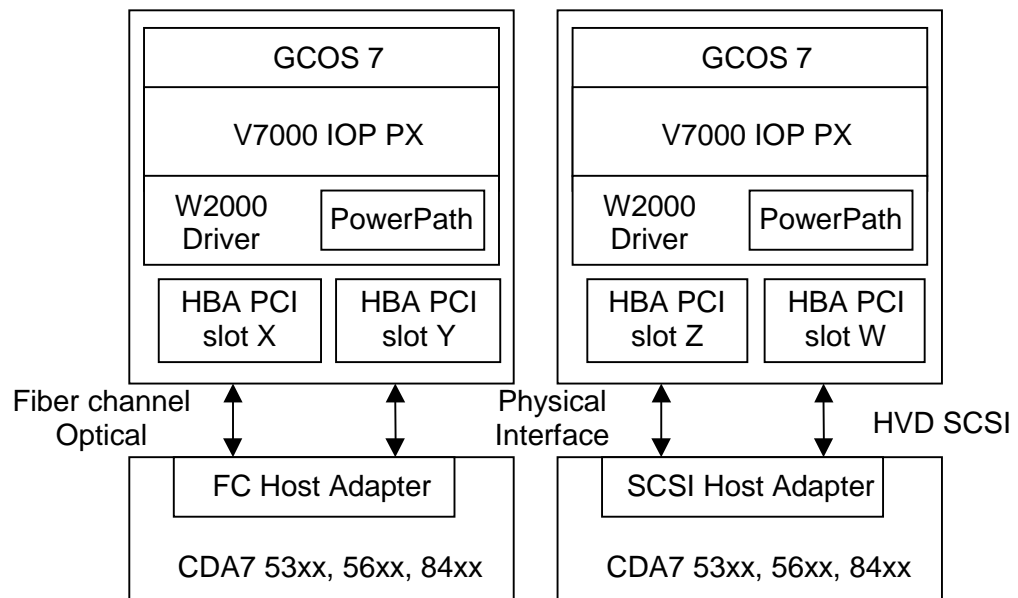 GCOS 7
V7000 IOP PX
W2000
Driver
PowerPath
HBA PCI
slot X
HBA PCI
slot Y
GCOS 7
V7000 IOP PX
W2000
Driver
PowerPath
HBA PCI
slot Z
HBA PCI
slot W
Fiber channel
Optical
Physical
Interface
HVD SCSI
FC Host Adapter
CDA7 53xx, 56xx, 84xx
SCSI Host Adapter
CDA7 53xx, 56xx, 84xx